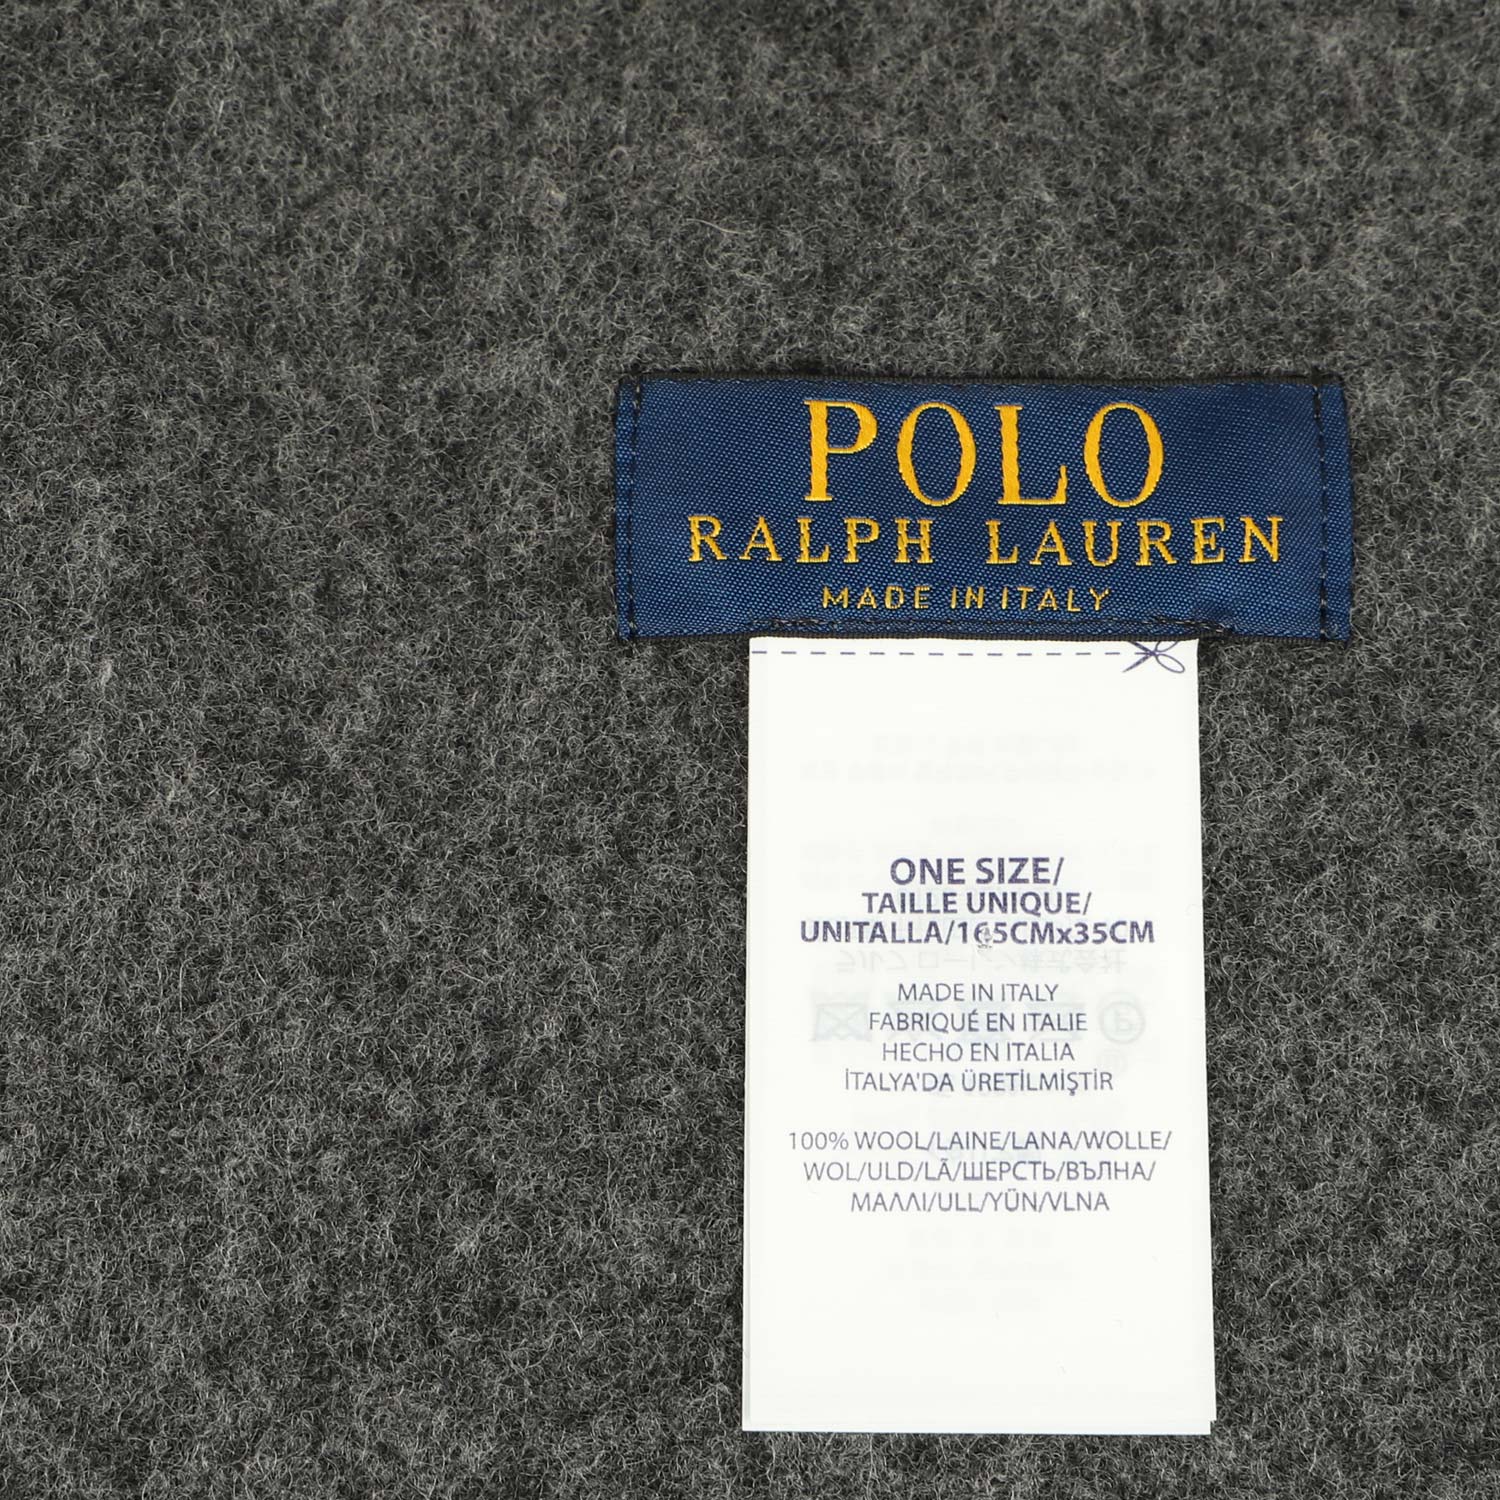 POLO
RALPH LAUREN
MADE IN ITALY
ONE SIZE/
TAILLE UNIQUE/
UNITALLA/165CMx35CM
MADE IN ITALY
FABRIQUÉ EN ITALIE
HECHO EN ITALIA
İTALYA'DA ÜRETİLMİŞTİR
100% WOOL/LAINE/LANA/WOLLE/
WOL/ULD/LÃ/ШЕРСТЬ/ВЪЛНА/
ΜΑΛΛΙ/ULL/YÜN/VLNA